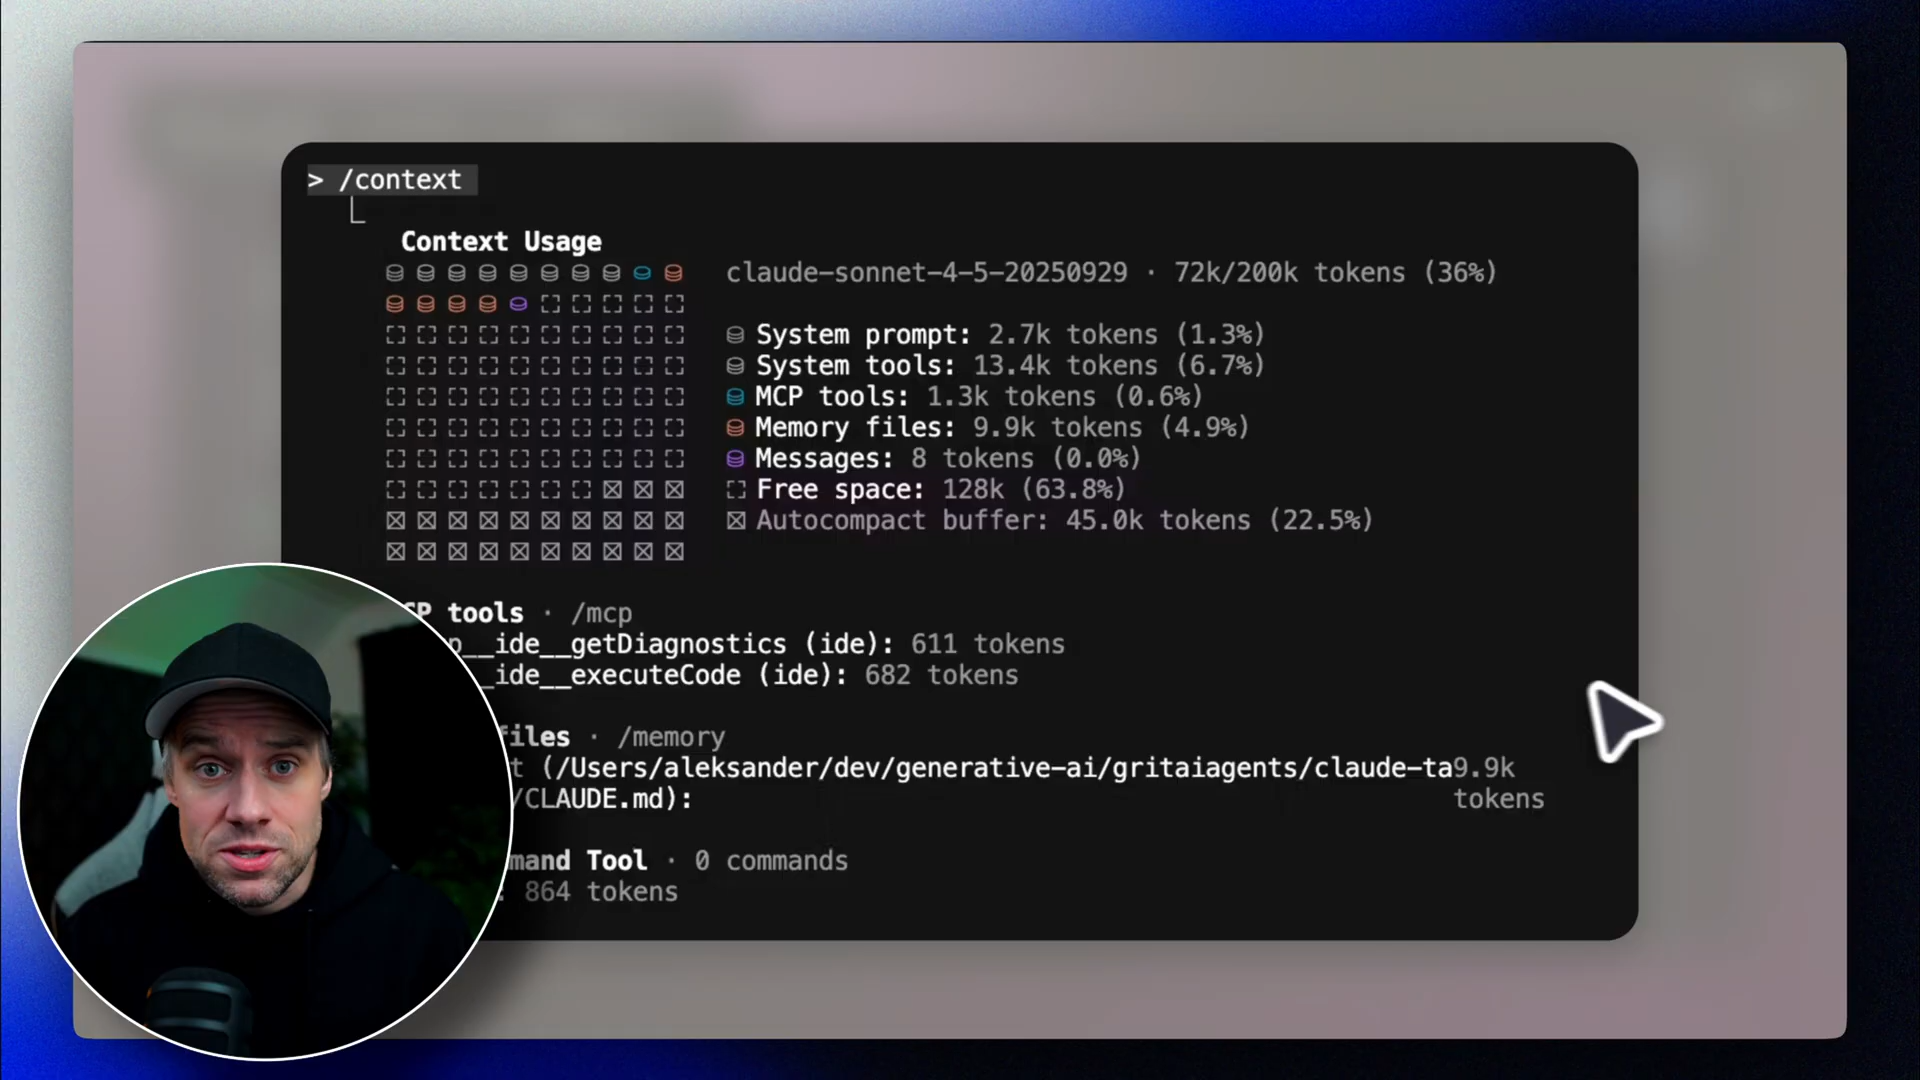 > /context
Context Usage
claude-sonnet-4-5-20250929 · 72k/200k tokens (36%)
System prompt: 2.7k tokens (1.3%)
System tools: 13.4k tokens (6.7%)
MCP tools: 1.3k tokens (0.6%)
Memory files: 9.9k tokens (4.9%)
Messages: 8 tokens (0.0%)
Free space: 128k (63.8%)
Autocompact buffer: 45.0k tokens (22.5%)
tools · /mcp
__ide__getDiagnostics (ide): 611 tokens
_ide__executeCode (ide): 682 tokens
files · /memory
(/Users/aleksander/dev/generative-ai/gritaiagents/claude-ta9.9k
/CLAUDE.md): tokens
mand Tool · 0 commands
864 tokens